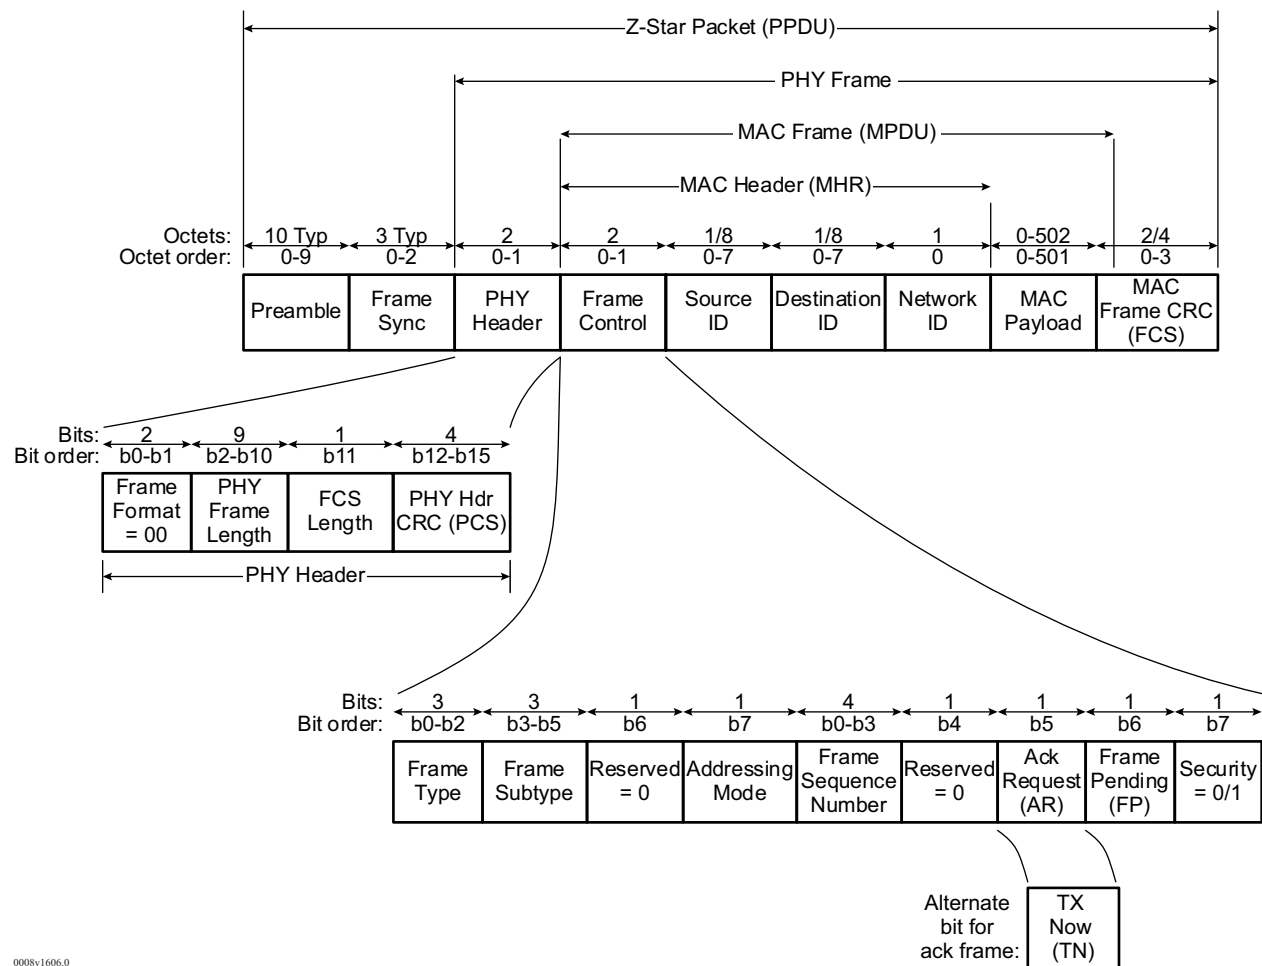 Z-Star Packet (PPDU)
PHY Frame
MAC Frame (MPDU)
MAC Header (MHR)
Octets: 10 Typ 3 Typ 2 2 1/8 1/8 1 0-502 2/4
Octet order: 0-9 0-2 0-1 0-1 0-7 0-7 0 0-501 0-3
Preamble Frame Sync PHY Header Frame Control Source ID Destination ID Network ID MAC Payload MAC Frame CRC (FCS)
Bits: 2 9 1 4
Bit order: b0-b1 b2-b10 b11 b12-b15
Frame Format = 00 PHY Frame Length FCS Length PHY Hdr CRC (PCS)
PHY Header
Bits: 3 3 1 1 4 1 1 1 1
Bit order: b0-b2 b3-b5 b6 b7 b0-b3 b4 b5 b6 b7
Frame Type Frame Subtype Reserved = 0 Addressing Mode Frame Sequence Number Reserved = 0 Ack Request (AR) Frame Pending (FP) Security = 0/1
Alternate bit for ack frame: TX Now (TN)
0008v1606.0